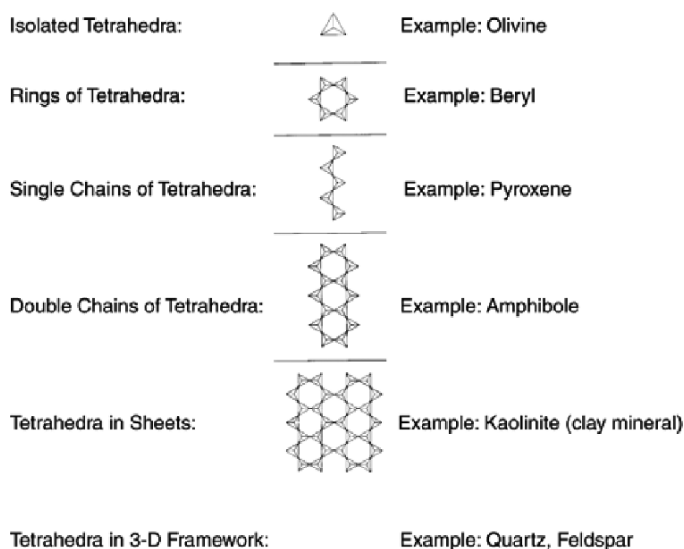 Isolated Tetrahedra: Example: Olivine
Rings of Tetrahedra: Example: Beryl
Single Chains of Tetrahedra: Example: Pyroxene
Double Chains of Tetrahedra: Example: Amphibole
Tetrahedra in Sheets: Example: Kaolinite (clay mineral)
Tetrahedra in 3-D Framework: Example: Quartz, Feldspar